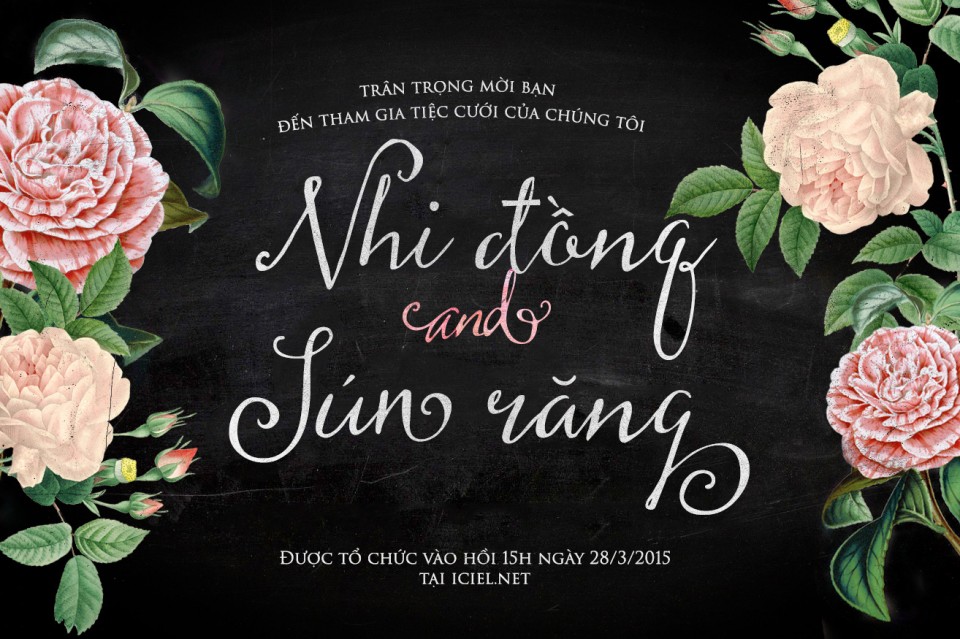 TRÂN TRỌNG MỜI BẠN
ĐẾN THAM GIA TIỆC CƯỚI CỦA CHÚNG TÔI
Nhi đồng
and
Sún răng
ĐƯỢC TỔ CHỨC VÀO HỒI 15H NGÀY 28/3/2015
TẠI ICIEL.NET